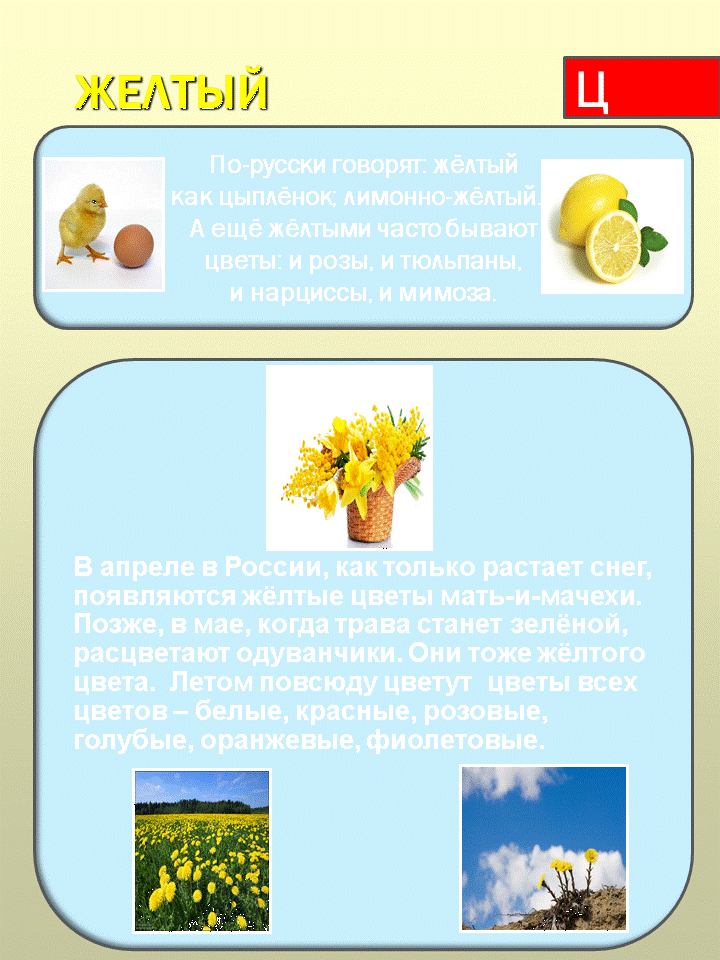 ЖЕЛТЫЙ
Ц
По-русски говорят: жёлтый
как цыплёнок; лимонно-жёлтый.
А ещё жёлтыми часто бывают
цветы: и розы, и тюльпаны,
и нарциссы, и мимоза.
В апреле в России, как только растает снег,
появляются жёлтые цветы мать-и-мачехи.
Позже, в мае, когда трава станет зелёной,
расцветают одуванчики. Они тоже жёлтого
цвета. Летом повсюду цветут цветы всех
цветов – белые, красные, розовые,
голубые, оранжевые, фиолетовые.